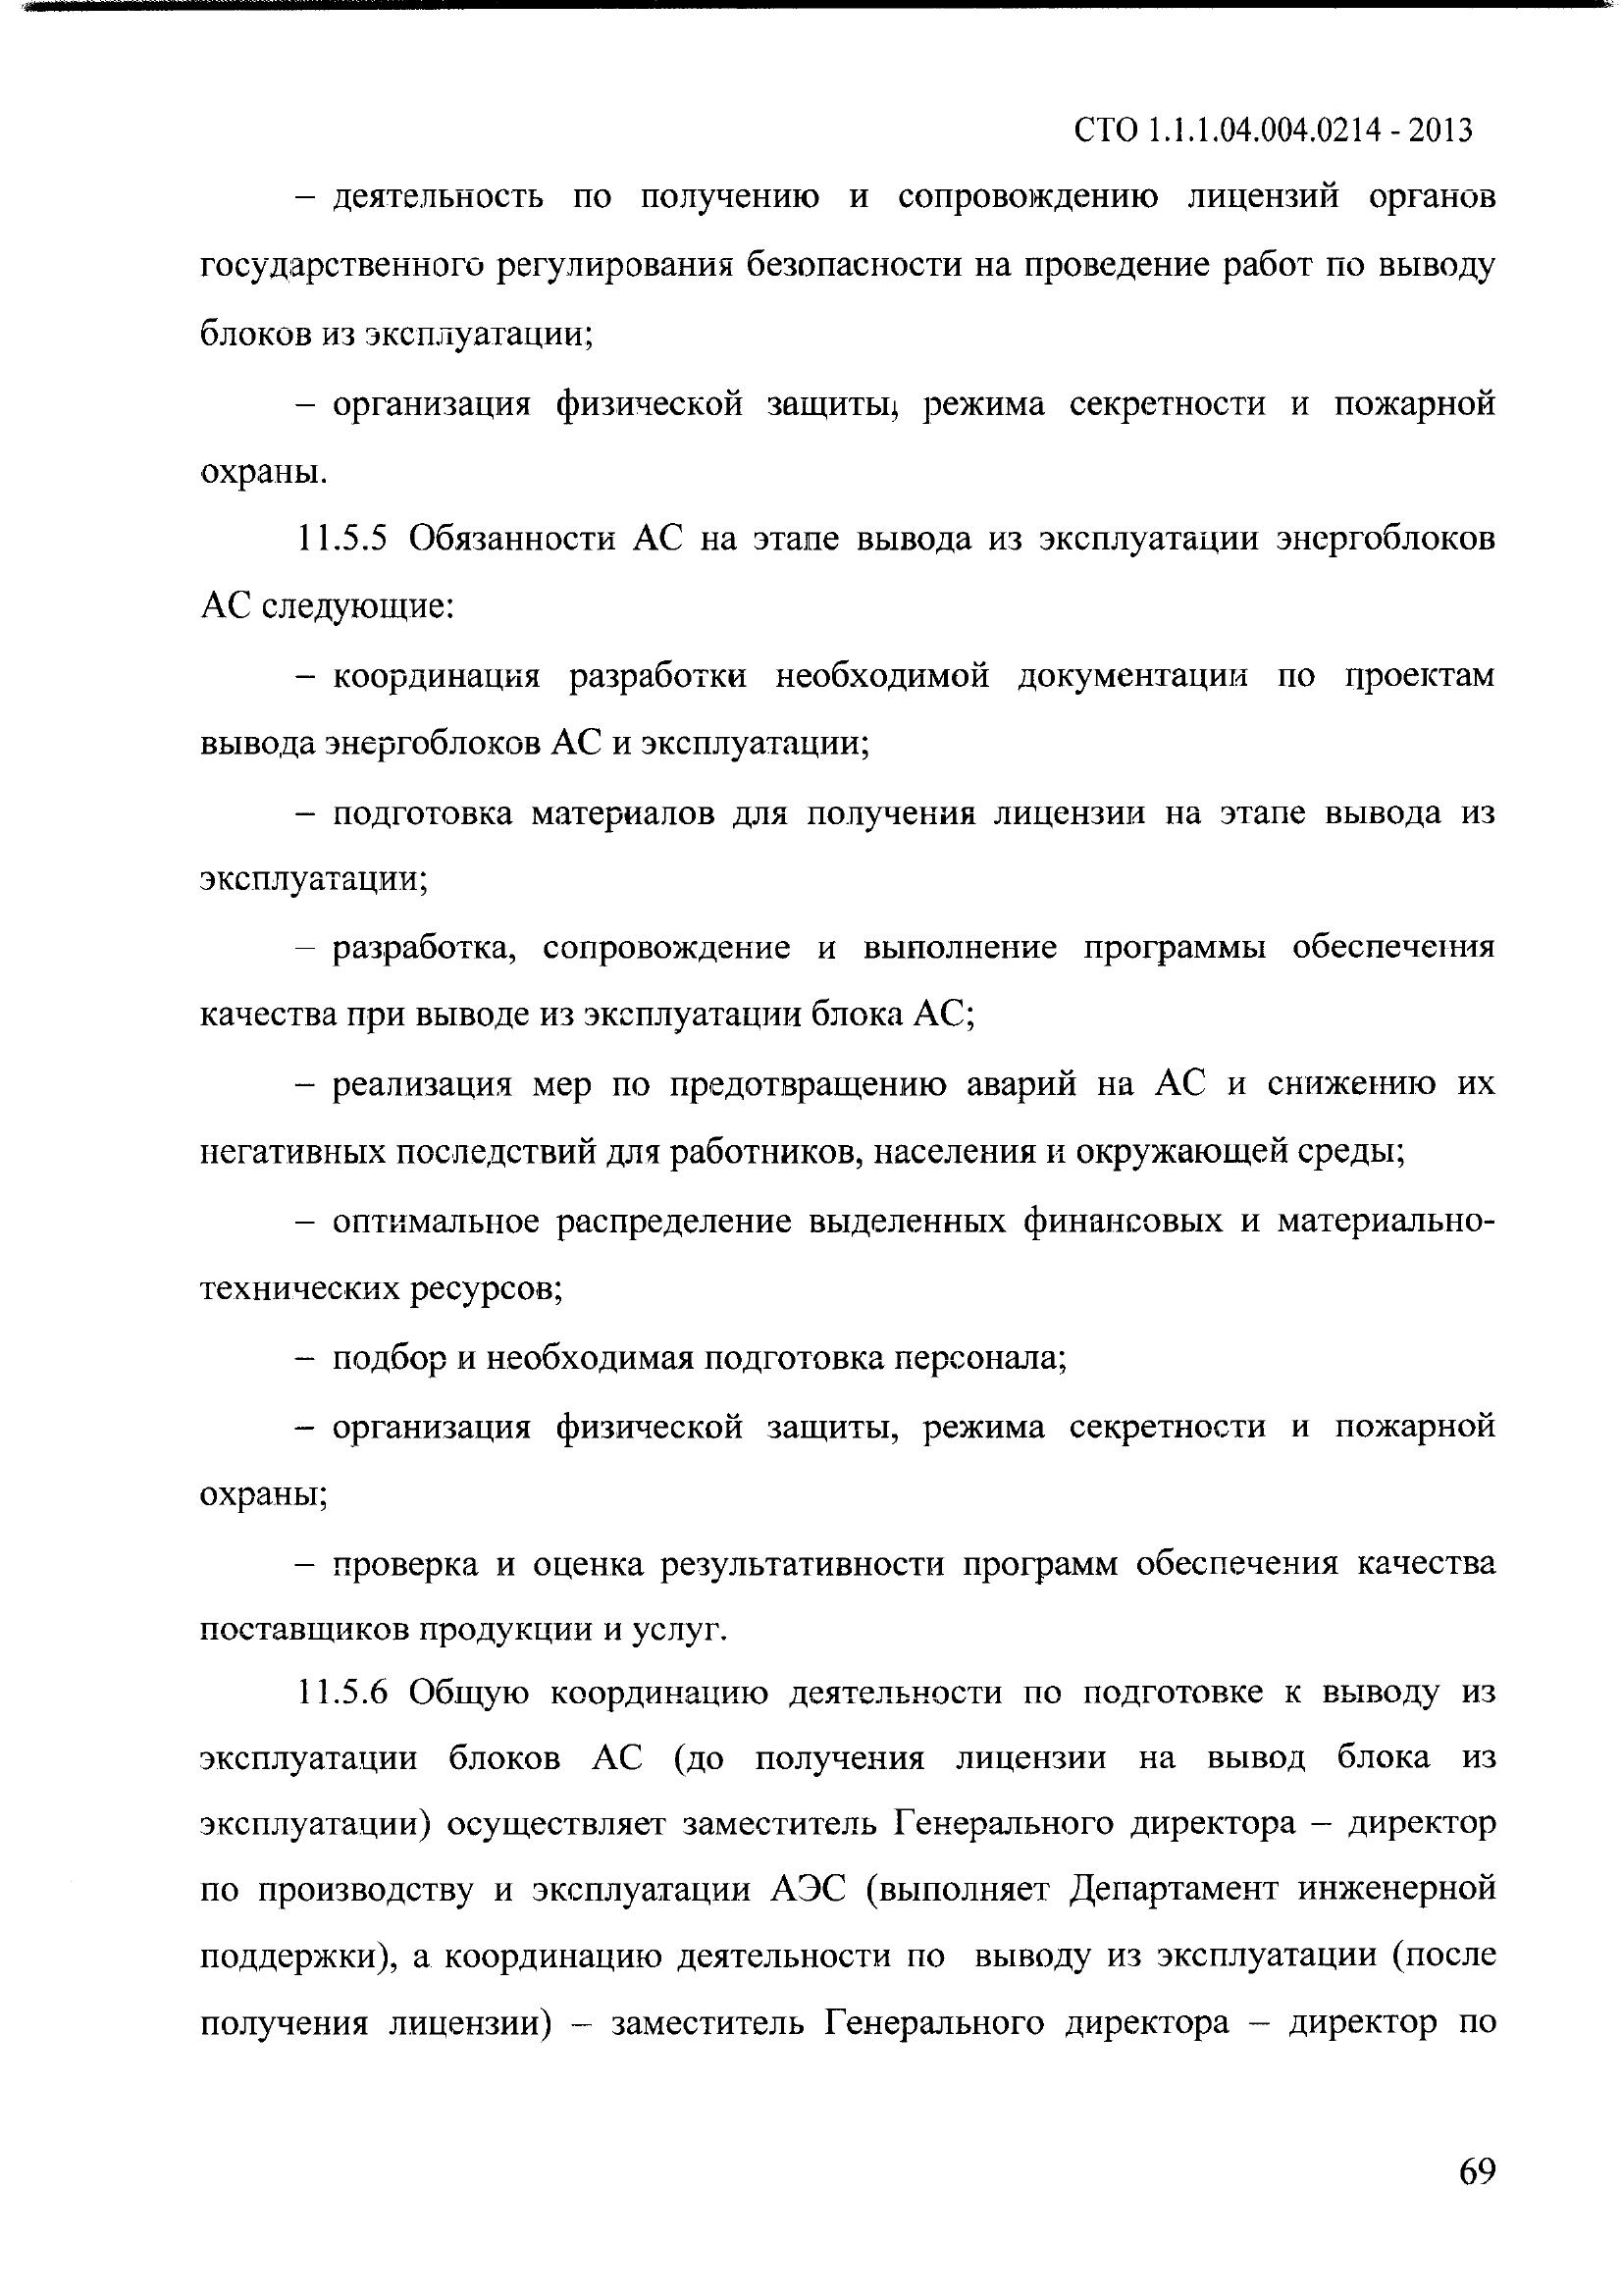 СТО 1.1.1.04.004.0214 - 2013
– деятельность по получению и сопровождению лицензий органов
государственного регулирования безопасности на проведение работ по выводу
блоков из эксплуатации;
– организация физической защиты, режима секретности и пожарной
охраны.
11.5.5 Обязанности АС на этапе вывода из эксплуатации энергоблоков
АС следующие:
– координация разработки необходимой документации по проектам
вывода энергоблоков АС и эксплуатации;
– подготовка материалов для получения лицензии на этапе вывода из
эксплуатации;
– разработка, сопровождение и выполнение программы обеспечения
качества при выводе из эксплуатации блока АС;
– реализация мер по предотвращению аварий на АС и снижению их
негативных последствий для работников, населения и окружающей среды;
– оптимальное распределение выделенных финансовых и материально-
технических ресурсов;
– подбор и необходимая подготовка персонала;
– организация физической защиты, режима секретности и пожарной
охраны;
– проверка и оценка результативности программ обеспечения качества
поставщиков продукции и услуг.
11.5.6 Общую координацию деятельности по подготовке к выводу из
эксплуатации блоков АС (до получения лицензии на вывод блока из
эксплуатации) осуществляет заместитель Генерального директора – директор
по производству и эксплуатации АЭС (выполняет Департамент инженерной
поддержки), а координацию деятельности по выводу из эксплуатации (после
получения лицензии) – заместитель Генерального директора – директор по
69